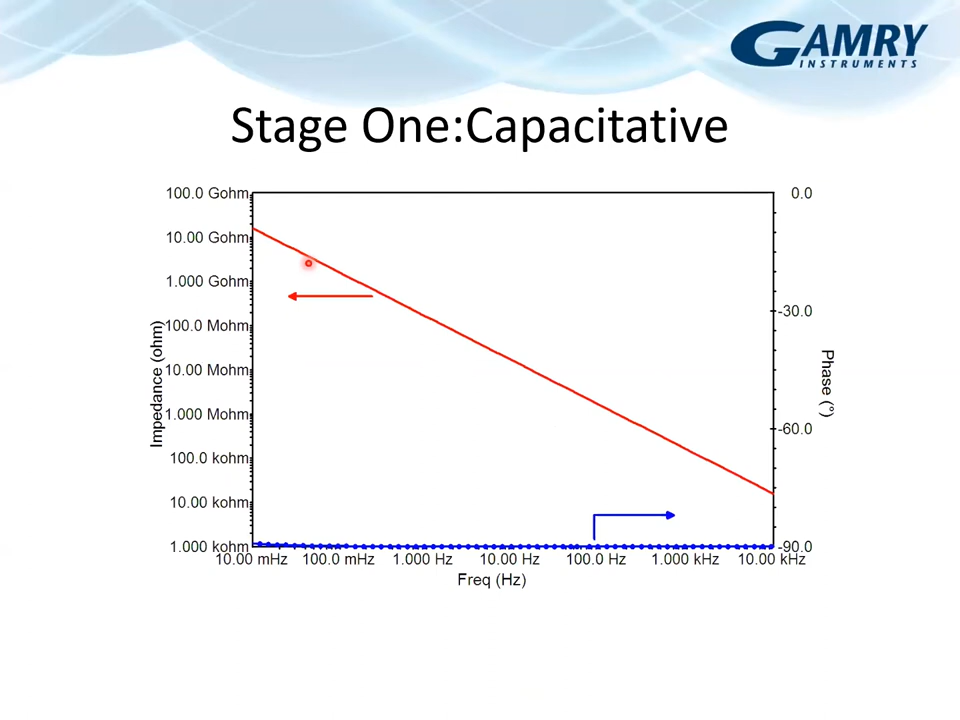 GAMRY
INSTRUMENTS
Stage One:Capacitative
100.0 Gohm
10.00 Gohm
1.000 Gohm
100.0 Mohm
10.00 Mohm
1.000 Mohm
100.0 kohm
10.00 kohm
1.000 kohm
Impedance (ohm)
0.0
-30.0
-60.0
-90.0
Phase (°)
10.00 mHz 100.0 mHz 1.000 Hz 10.00 Hz 100.0 Hz 1.000 kHz 10.00 kHz
Freq (Hz)